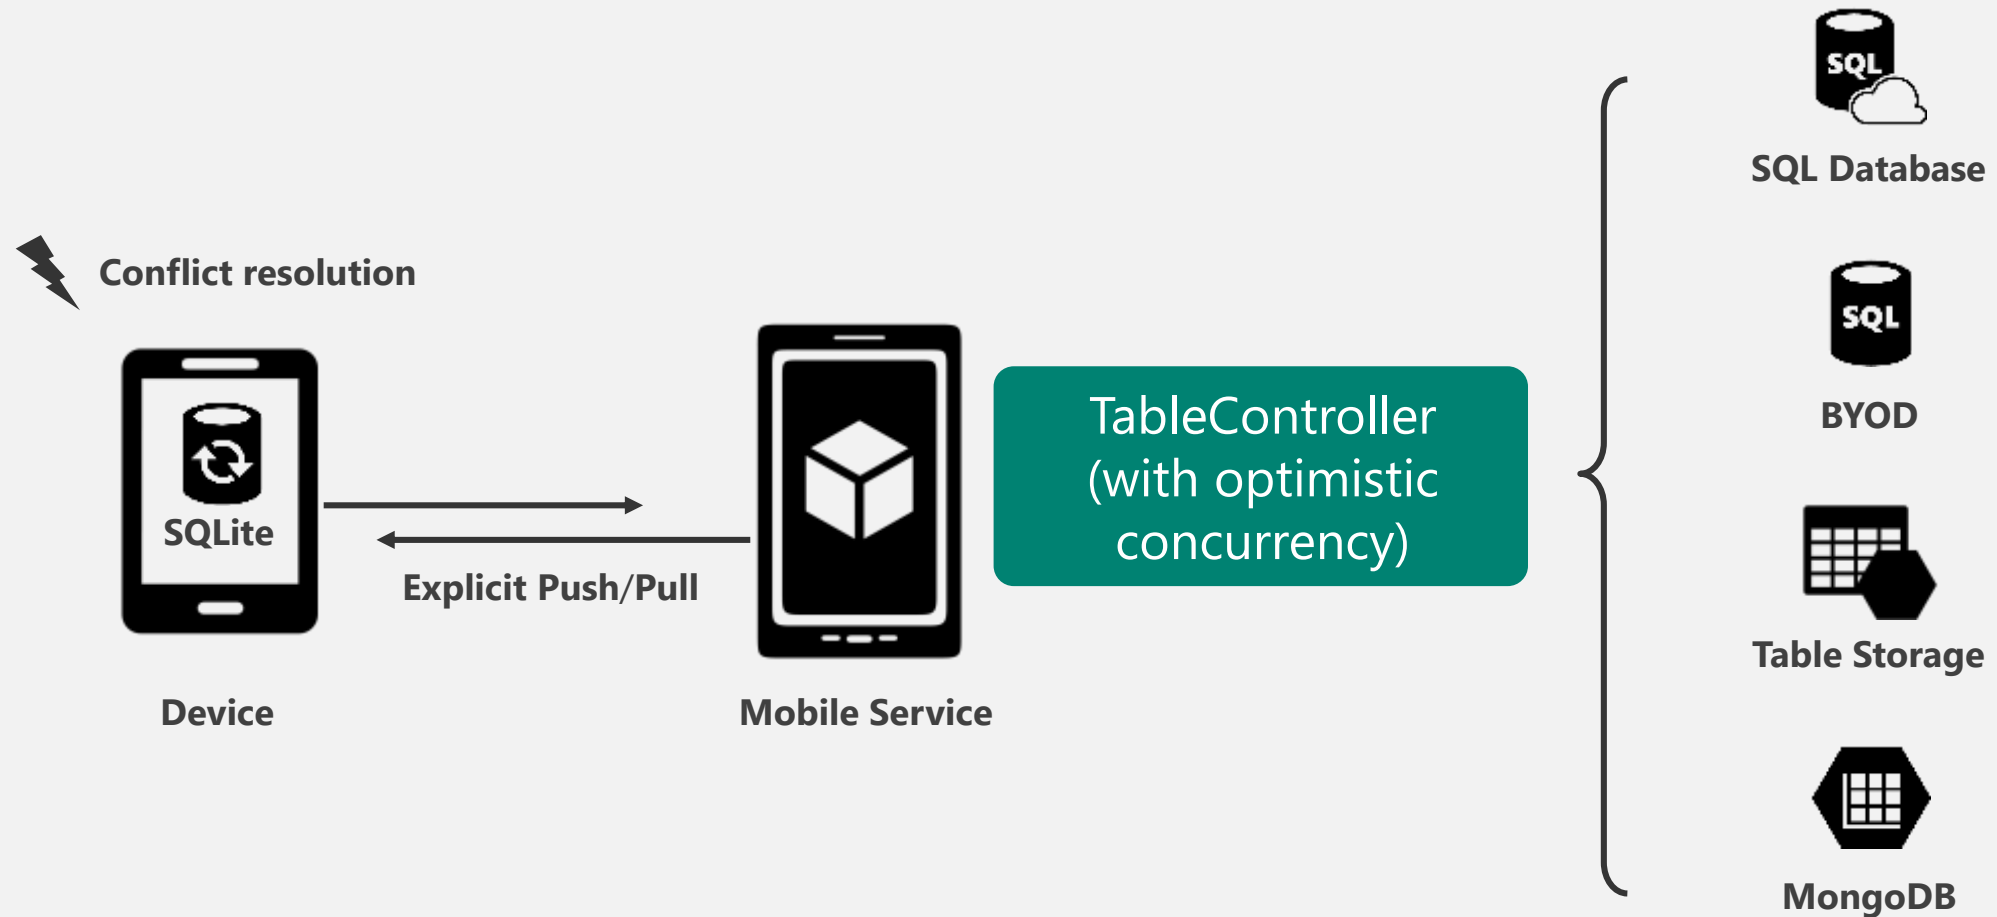 Conflict resolution
SQLite
Explicit Push/Pull
Device
Mobile Service
TableController
(with optimistic
concurrency)
SQL
SQL Database
SQL
BYOD
Table Storage
MongoDB